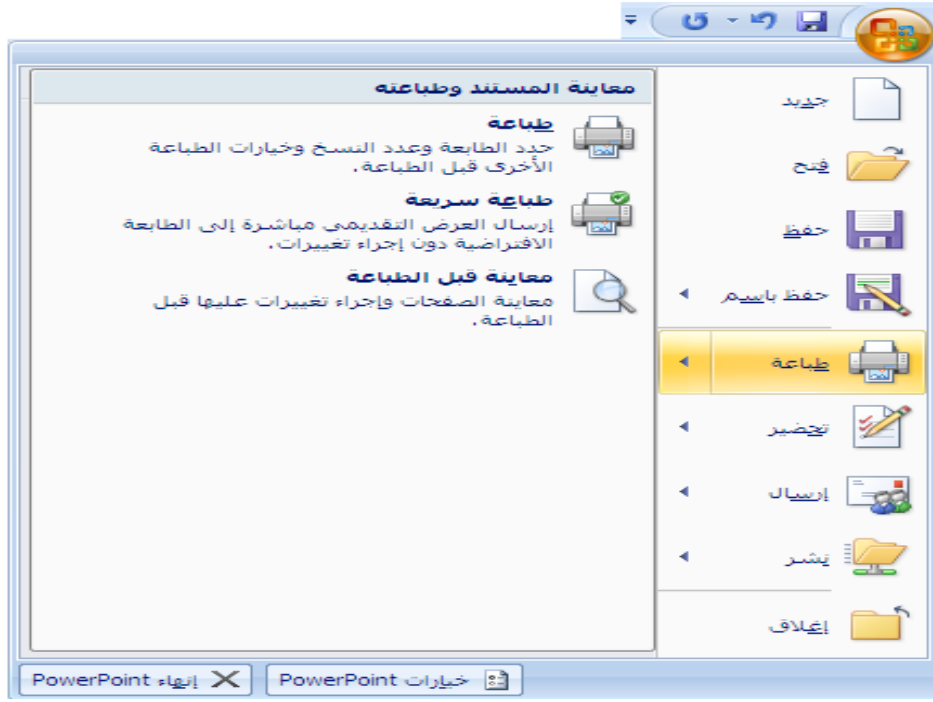 جديد
فتح
حفظ
حفظ باسم
طباعة
تحضير
إرسال
نشر
إغلاق
معاينة المستند وطباعته
طباعة
حدد الطابعة وعدد النسخ وخيارات الطباعة
الأخرى قبل الطباعة.
طباعة سريعة
إرسال العرض التقديمي مباشرة إلى الطابعة
الافتراضية دون إجراء تغييرات.
معاينة قبل الطباعة
معاينة الصفحات وإجراء تغييرات عليها قبل
الطباعة.
خيارات PowerPoint
إنهاء PowerPoint